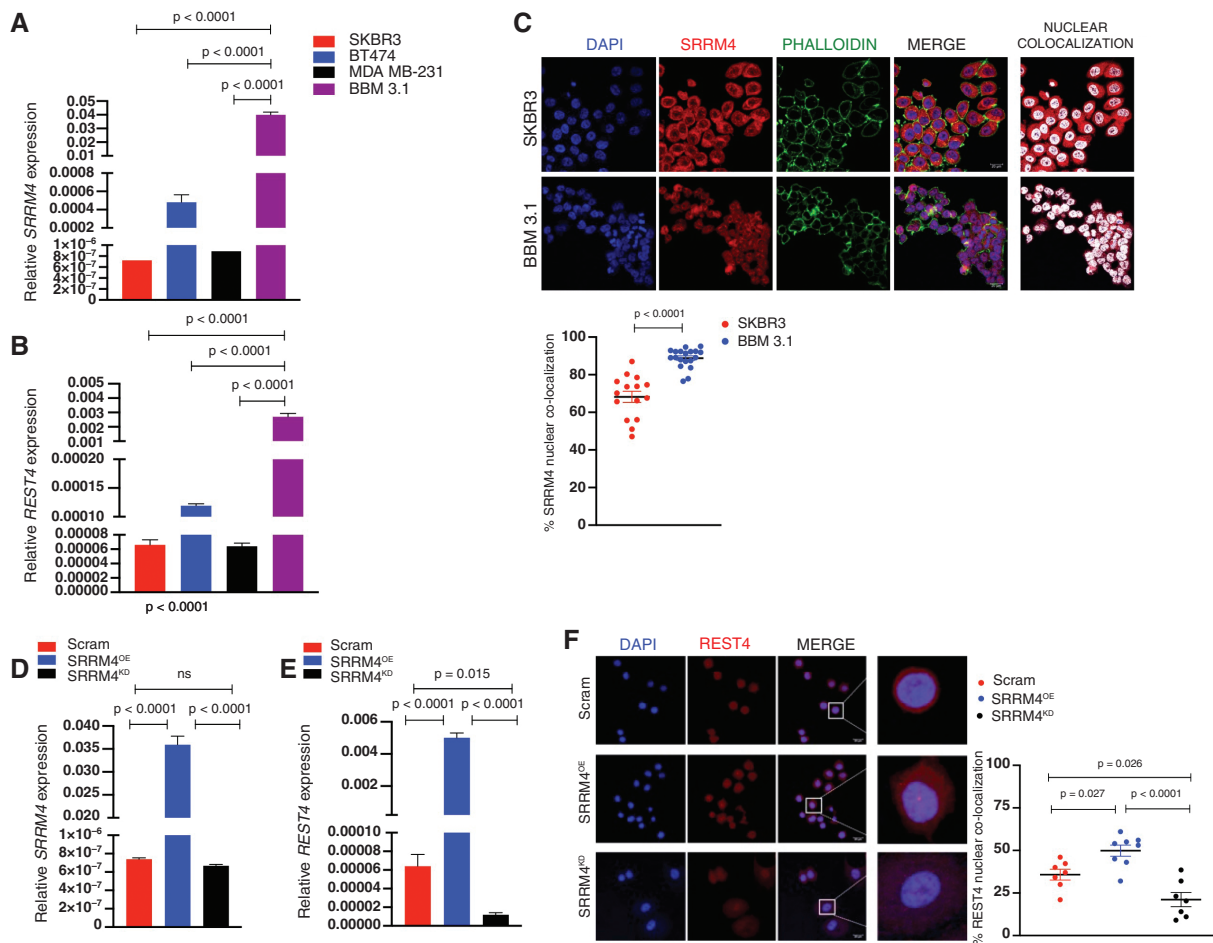 A
p < 0.0001
p < 0.0001
p < 0.0001
SKBR3
BT474
MDA MB-231
BBM 3.1
Relative SRRM4 expression
0.05
0.04
0.03
0.02
0.01
0.0008
0.0006
0.0004
0.0002
1×10⁻⁶
8×10⁻⁷
6×10⁻⁷
4×10⁻⁷
2×10⁻⁷
0
B
p < 0.0001
p < 0.0001
p < 0.0001
Relative REST4 expression
0.005
0.004
0.003
0.002
0.001
0.00020
0.00015
0.00010
0.00008
0.00006
0.00004
0.00002
0.00000
p < 0.0001
C
DAPI
SRRM4
PHALLOIDIN
MERGE
NUCLEAR
COLOCALIZATION
SKBR3
BBM 3.1
p < 0.0001
SKBR3
BBM 3.1
% SRRM4 nuclear co-localization
100
80
60
40
20
0
D
Scram
SRRM4ᴼᴱ
SRRM4ᴷᴰ
ns
p < 0.0001
p < 0.0001
Relative SRRM4 expression
0.040
0.035
0.030
0.025
0.020
1×10⁻⁶
8×10⁻⁷
6×10⁻⁷
4×10⁻⁷
2×10⁻⁷
E
Scram
SRRM4ᴼᴱ
SRRM4ᴷᴰ
p = 0.015
p < 0.0001
p < 0.0001
Relative REST4 expression
0.006
0.004
0.002
0.00010
0.00008
0.00006
0.00004
0.00002
0.00000
F
DAPI
REST4
MERGE
Scram
SRRM4ᴼᴱ
SRRM4ᴷᴰ
Scram
SRRM4ᴼᴱ
SRRM4ᴷᴰ
p = 0.026
p = 0.027
p < 0.0001
% REST4 nuclear co-localization
100
75
50
25
0